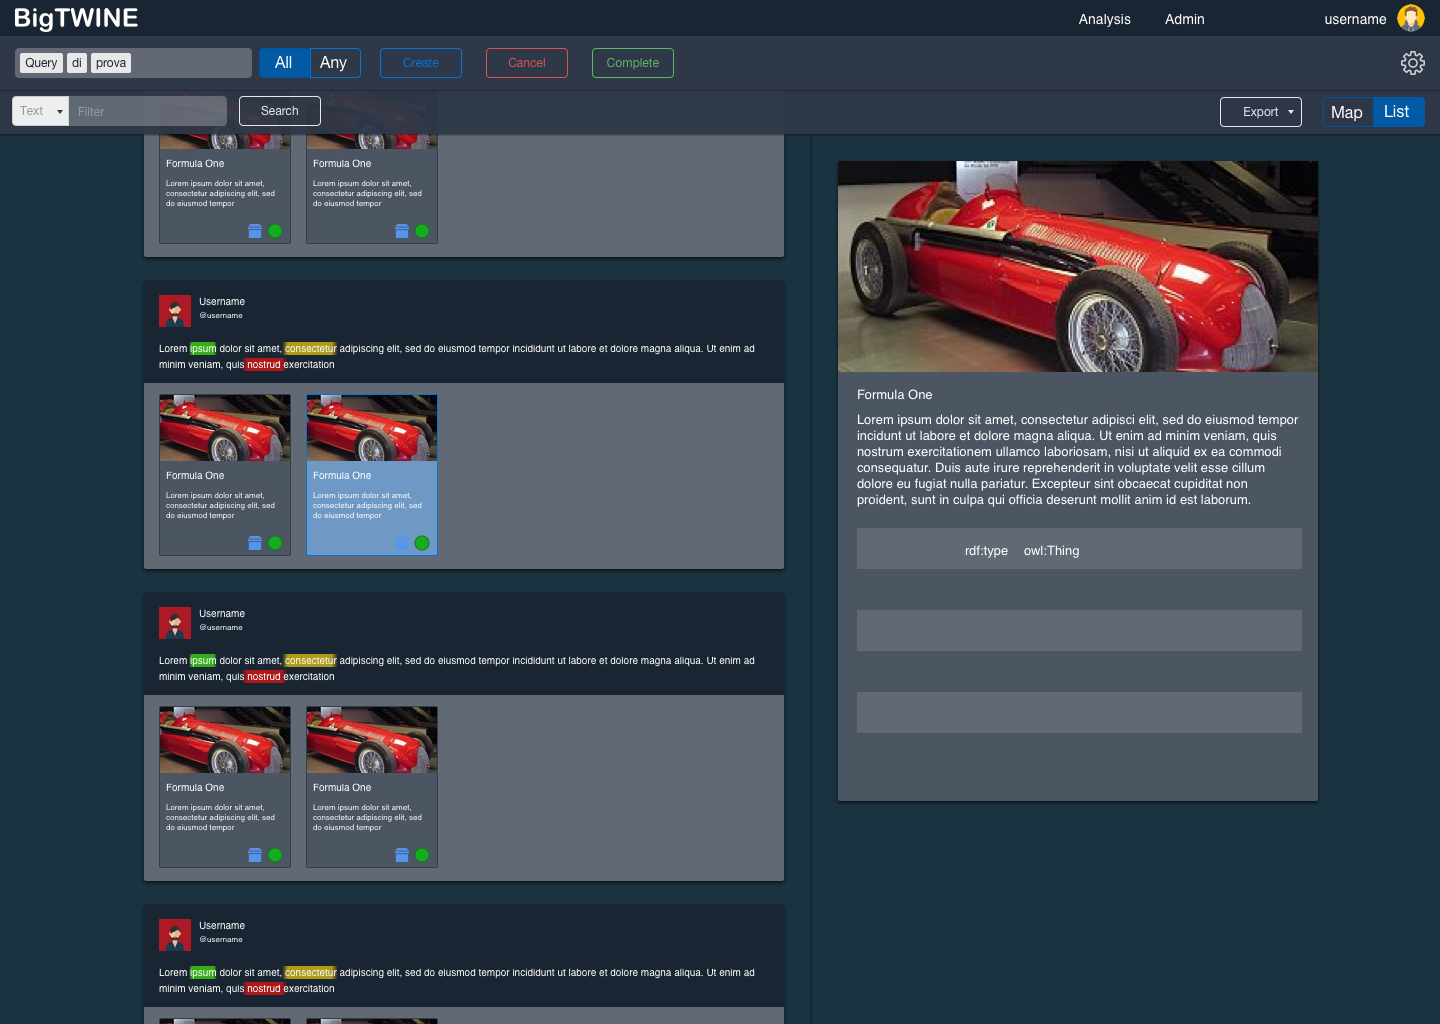 BigTWINE
Analysis Admin username
Query di prova All Any Create Cancel Complete
Text Filter Search Export Map List
Formula One
Lorem ipsum dolor sit amet,
consectetur adipiscing elit, sed
do eiusmod tempor
Formula One
Lorem ipsum dolor sit amet,
consectetur adipiscing elit, sed
do eiusmod tempor
Username
@username
Lorem ipsum dolor sit amet, consectetur adipiscing elit, sed do eiusmod tempor incididunt ut labore et dolore magna aliqua. Ut enim ad
minim veniam, quis nostrud exercitation
Formula One
Lorem ipsum dolor sit amet,
consectetur adipiscing elit, sed
do eiusmod tempor
Formula One
Lorem ipsum dolor sit amet,
consectetur adipiscing elit, sed
do eiusmod tempor
Username
@username
Lorem ipsum dolor sit amet, consectetur adipiscing elit, sed do eiusmod tempor incididunt ut labore et dolore magna aliqua. Ut enim ad
minim veniam, quis nostrud exercitation
Formula One
Lorem ipsum dolor sit amet,
consectetur adipiscing elit, sed
do eiusmod tempor
Formula One
Lorem ipsum dolor sit amet,
consectetur adipiscing elit, sed
do eiusmod tempor
Username
@username
Lorem ipsum dolor sit amet, consectetur adipiscing elit, sed do eiusmod tempor incididunt ut labore et dolore magna aliqua. Ut enim ad
minim veniam, quis nostrud exercitation
Formula One
Lorem ipsum dolor sit amet, consectetur adipisci elit, sed do eiusmod tempor
incidunt ut labore et dolore magna aliqua. Ut enim ad minim veniam, quis
nostrum exercitationem ullamco laboriosam, nisi ut aliquid ex ea commodi
consequatur. Duis aute irure reprehenderit in voluptate velit esse cillum
dolore eu fugiat nulla pariatur. Excepteur sint obcaecat cupiditat non
proident, sunt in culpa qui officia deserunt mollit anim id est laborum.
rdf:type owl:Thing